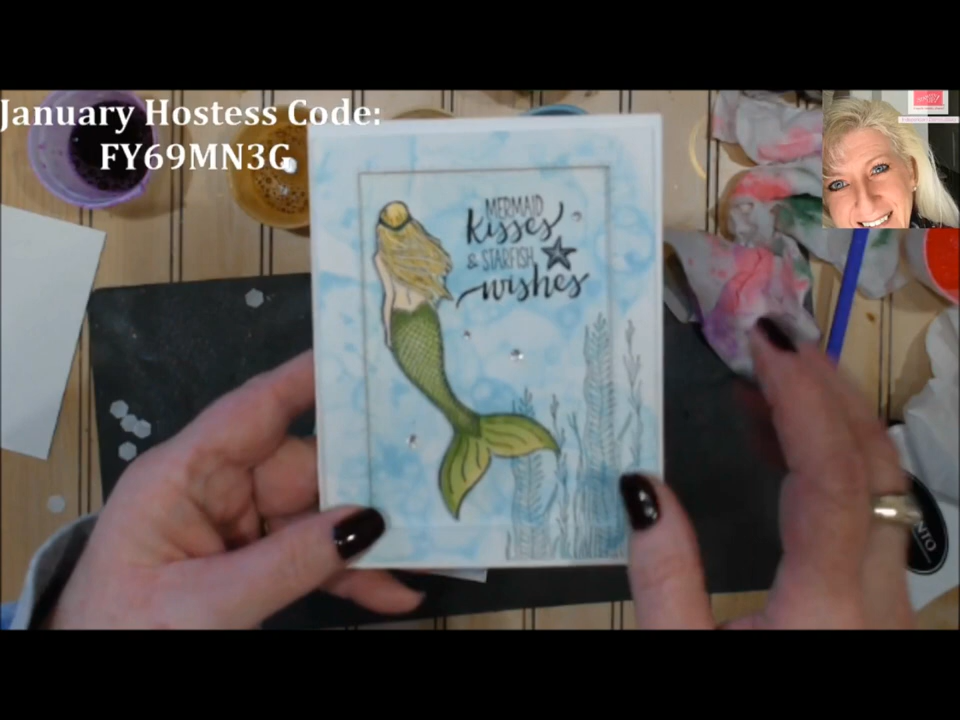 January Hostess Code:
FY69MN3G
MERMAID
kisses
& STARFISH
wishes